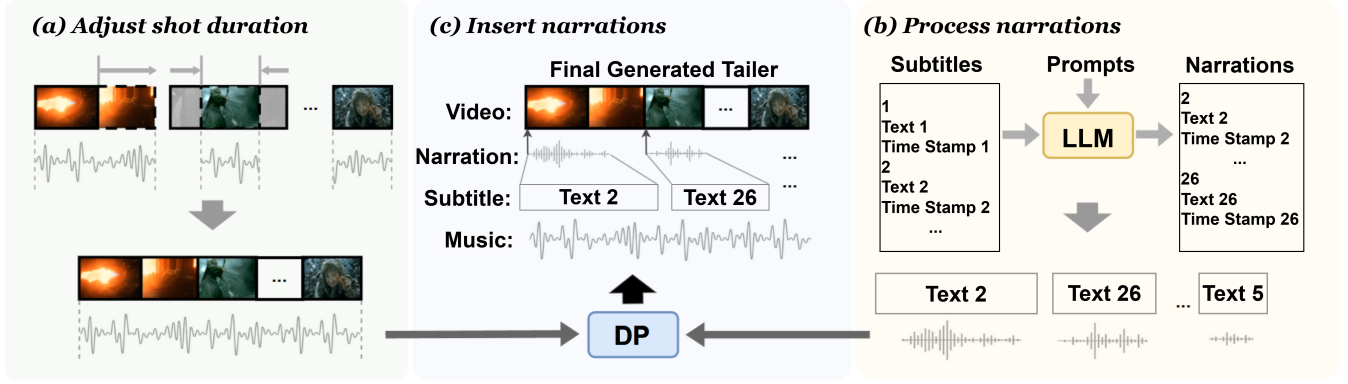 (a) Adjust shot duration
...
(c) Insert narrations
Final Generated Tailer
Video:
...
Narration:
...
Subtitle:
Text 2
Text 26
...
Music:
DP
(b) Process narrations
Subtitles
Prompts
Narrations
1
Text 1
Time Stamp 1
2
Text 2
Time Stamp 2
...
LLM
2
Text 2
Time Stamp 2
...
26
Text 26
Time Stamp 26
Text 2
Text 26
...
Text 5
...